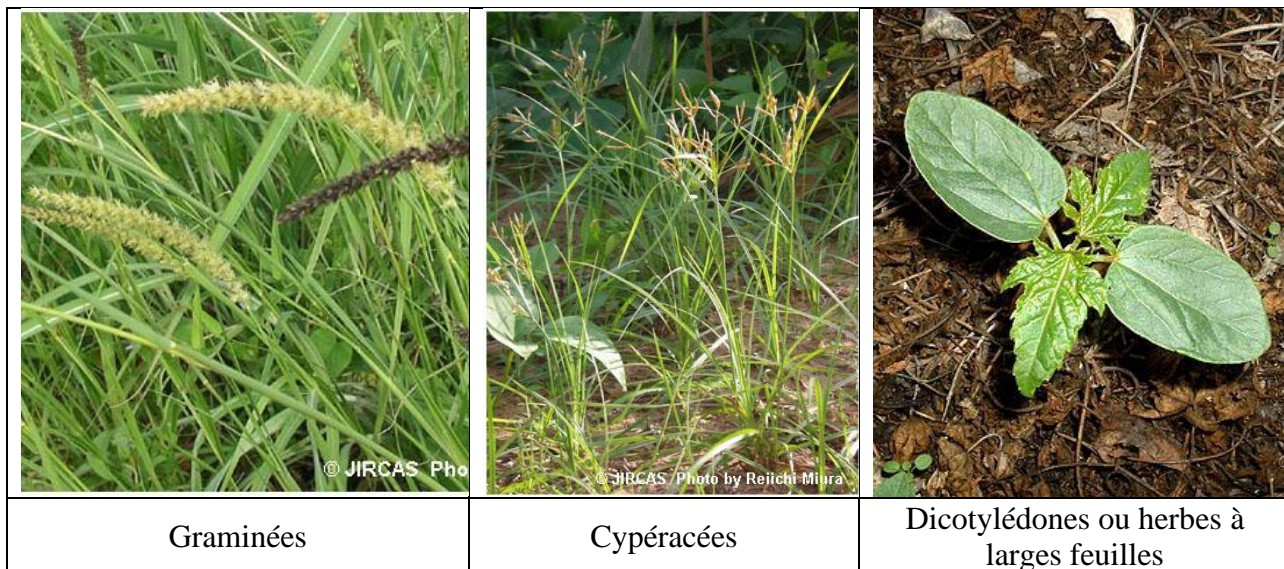 © JIRCAS Pho
© JIRCAS Photo by Reiichi Miura
Graminées
Cypéracées
Dicotylédones ou herbes à
larges feuilles